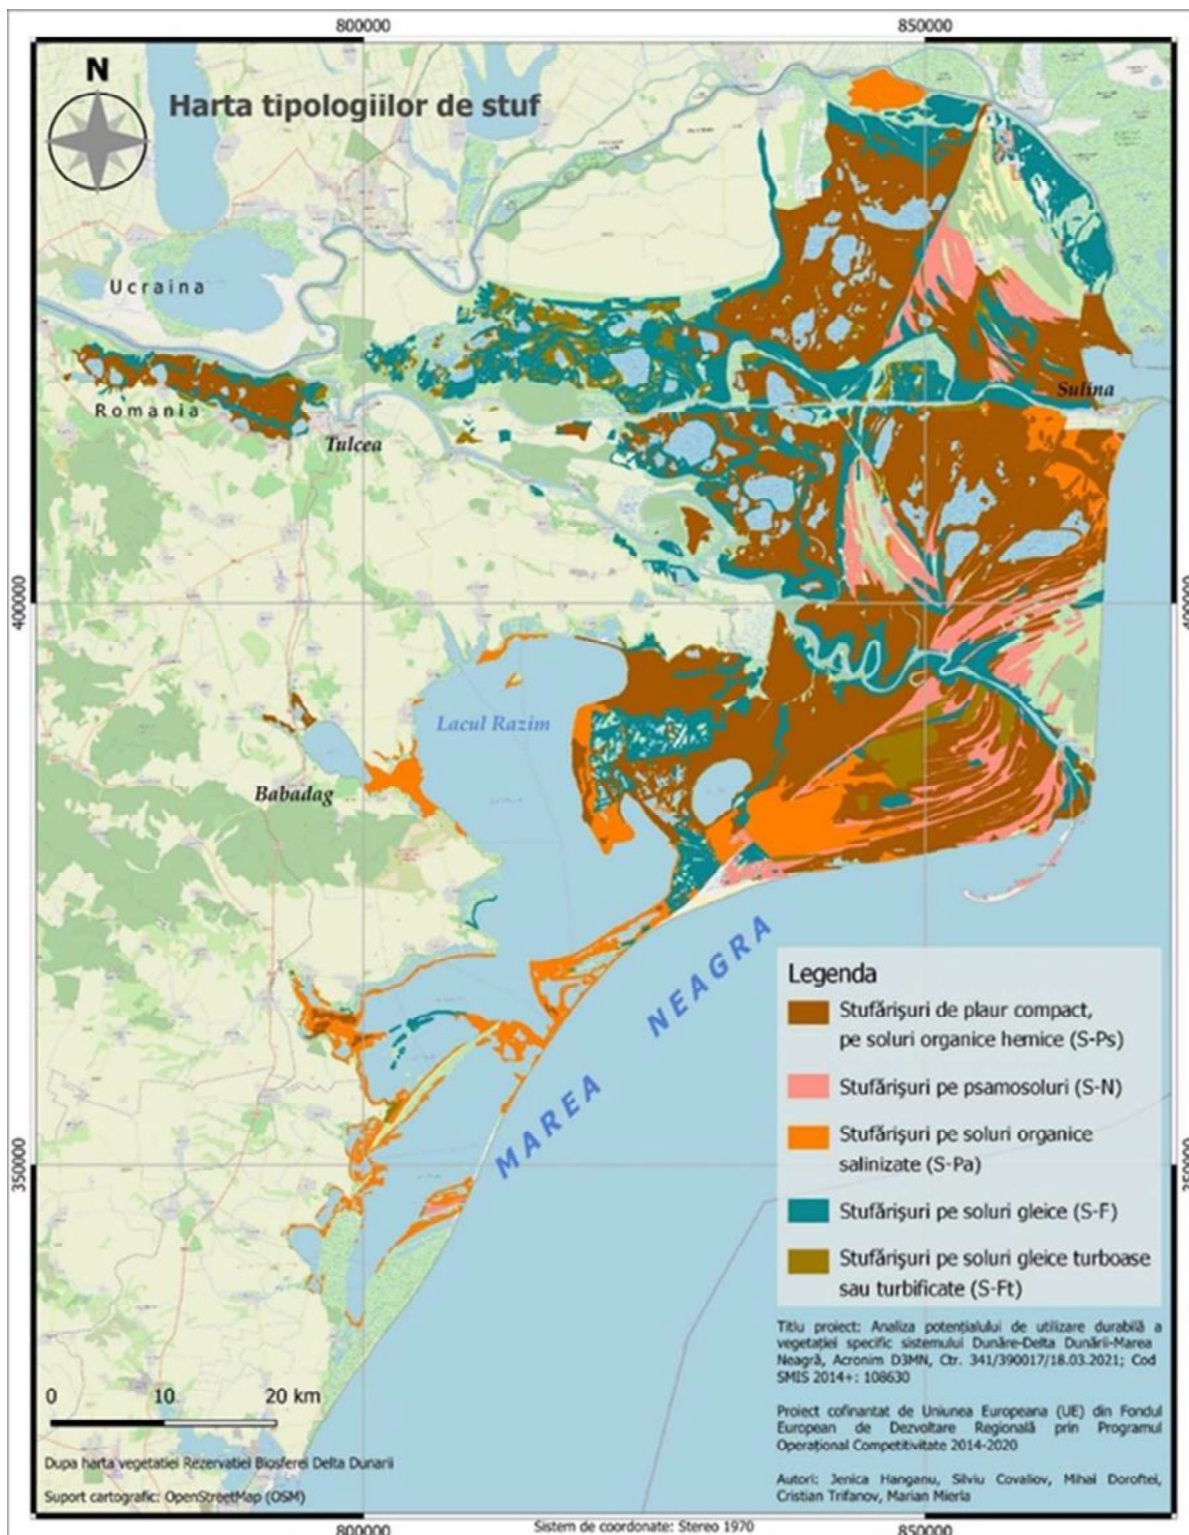 800000
850000
N
Harta tipologiilor de stuf
Ucraina
Romania
Tulcea
Sulina
400000
400000
Lacul Razim
Babadag
MAREA NEAGRA
350000
350000
Legenda
Stufărişuri de plaur compact,
pe soluri organice hemice (S-Ps)
Stufărişuri pe psamosoluri (S-N)
Stufărişuri pe soluri organice
salinizate (S-Pa)
Stufărişuri pe soluri gleice (S-F)
Stufărişuri pe soluri gleice turboase
sau turbificate (S-Ft)
Titlu proiect: Analiza potenţialului de utilizare durabilă a
vegetaţiei specific sistemului Dunăre-Delta Dunării-Marea
Neagră, Acronim D3MN, Ctr. 341/390017/18.03.2021; Cod
SMIS 2014+: 108630
Proiect cofinantat de Uniunea Europeana (UE) din Fondul
European de Dezvoltare Regională prin Programul
Operaţional Competitivitate 2014-2020
Autori: Jenica Hanganu, Silviu Covaliov, Mihai Doroftei,
Cristian Trifanov, Marian Mierla
0 10 20 km
Dupa harta vegetatiei Rezervatiei Biosferei Delta Dunarii
Suport cartografic: OpenStreetMap (OSM)
800000
850000
Sistem de coordonate: Stereo 1970